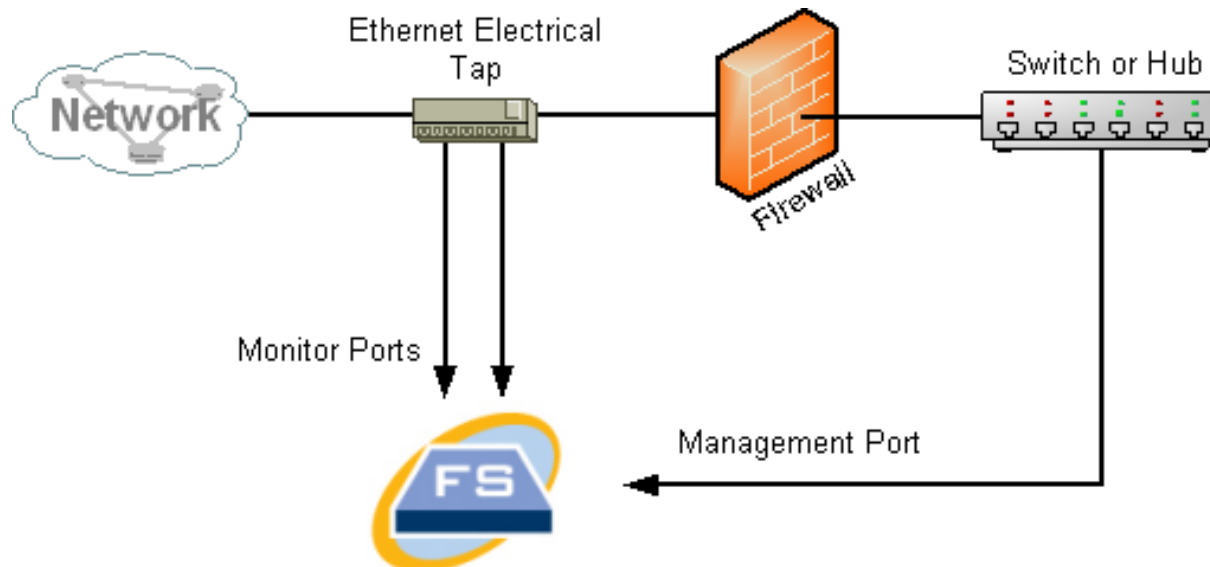 Ethernet Electrical
Tap
Switch or Hub
Network
Firewall
Monitor Ports
Management Port
FS